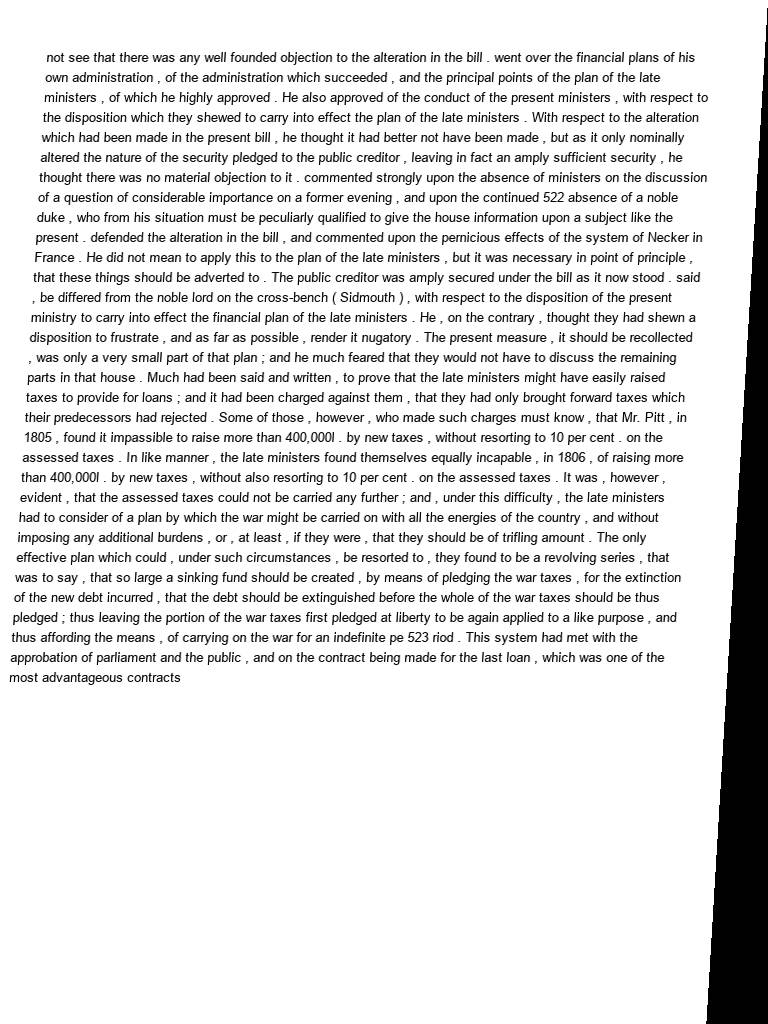 not see that there was any well founded objection to the alteration in the bill . went over the financial plans of his
own administration , of the administration which succeeded , and the principal points of the plan of the late
ministers , of which he highly approved . He also approved of the conduct of the present ministers , with respect to
the disposition which they shewed to carry into effect the plan of the late ministers . With respect to the alteration
which had been made in the present bill , he thought it had better not have been made , but as it only nominally
altered the nature of the security pledged to the public creditor , leaving in fact an amply sufficient security , he
thought there was no material objection to it . commented strongly upon the absence of ministers on the discussion
of a question of considerable importance on a former evening , and upon the continued 522 absence of a noble
duke , who from his situation must be peculiarly qualified to give the house information upon a subject like the
present . defended the alteration in the bill , and commented upon the pernicious effects of the system of Necker in
France . He did not mean to apply this to the plan of the late ministers , but it was necessary in point of principle ,
that these things should be adverted to . The public creditor was amply secured under the bill as it now stood . said
, be differed from the noble lord on the cross-bench ( Sidmouth ) , with respect to the disposition of the present
ministry to carry into effect the financial plan of the late ministers . He , on the contrary , thought they had shewn a
disposition to frustrate , and as far as possible , render it nugatory . The present measure , it should be recollected
, was only a very small part of that plan ; and he much feared that they would not have to discuss the remaining
parts in that house . Much had been said and written , to prove that the late ministers might have easily raised
taxes to provide for loans ; and it had been charged against them , that they had only brought forward taxes which
their predecessors had rejected . Some of those , however , who made such charges must know , that Mr. Pitt , in
1805 , found it impassible to raise more than 400,000l . by new taxes , without resorting to 10 per cent . on the
assessed taxes . In like manner , the late ministers found themselves equally incapable , in 1806 , of raising more
than 400,000l . by new taxes , without also resorting to 10 per cent . on the assessed taxes . It was , however ,
evident , that the assessed taxes could not be carried any further ; and , under this difficulty , the late ministers
had to consider of a plan by which the war might be carried on with all the energies of the country , and without
imposing any additional burdens , or , at least , if they were , that they should be of trifling amount . The only
effective plan which could , under such circumstances , be resorted to , they found to be a revolving series , that
was to say , that so large a sinking fund should be created , by means of pledging the war taxes , for the extinction
of the new debt incurred , that the debt should be extinguished before the whole of the war taxes should be thus
pledged ; thus leaving the portion of the war taxes first pledged at liberty to be again applied to a like purpose , and
thus affording the means , of carrying on the war for an indefinite pe 523 riod . This system had met with the
approbation of parliament and the public , and on the contract being made for the last loan , which was one of the
most advantageous contracts